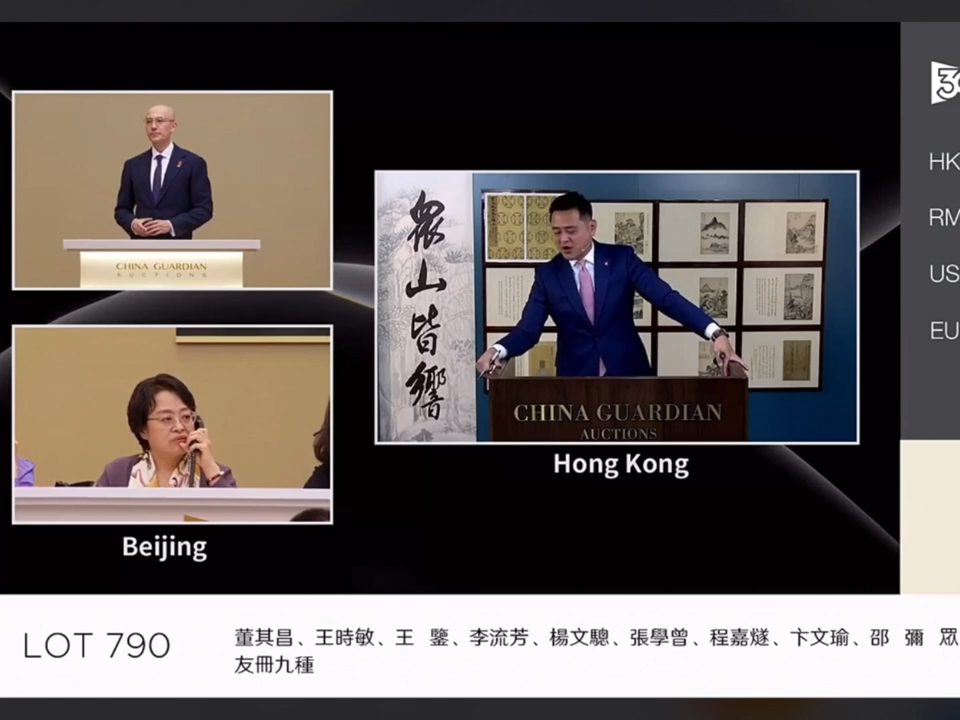 CHINA GUARDIAN
AUCTIONS
Beijing
眾山皆響
CHINA GUARDIAN
AUCTIONS
Hong Kong
HK
RM
US
EU
LOT 790
董其昌、王時敏、王 鑒、李流芳、楊文驄、張學曾、程嘉燧、卞文瑜、邵 彌 眾
友冊九種